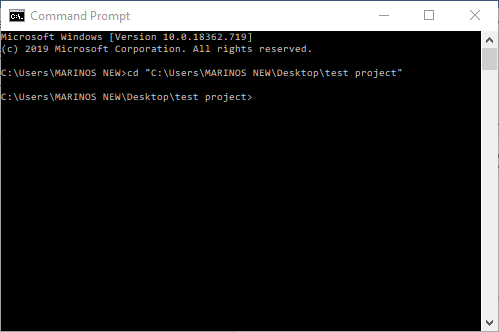 Command Prompt
Microsoft Windows [Version 10.0.18362.719]
(c) 2019 Microsoft Corporation. All rights reserved.
C:\Users\MARINOS NEW>cd "C:\Users\MARINOS NEW\Desktop\test project"
C:\Users\MARINOS NEW\Desktop\test project>